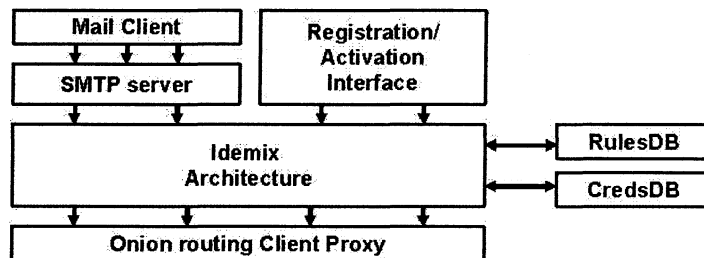 Mail Client
SMTP server
Registration/
Activation
Interface
Idemix
Architecture
RulesDB
CredsDB
Onion routing Client Proxy